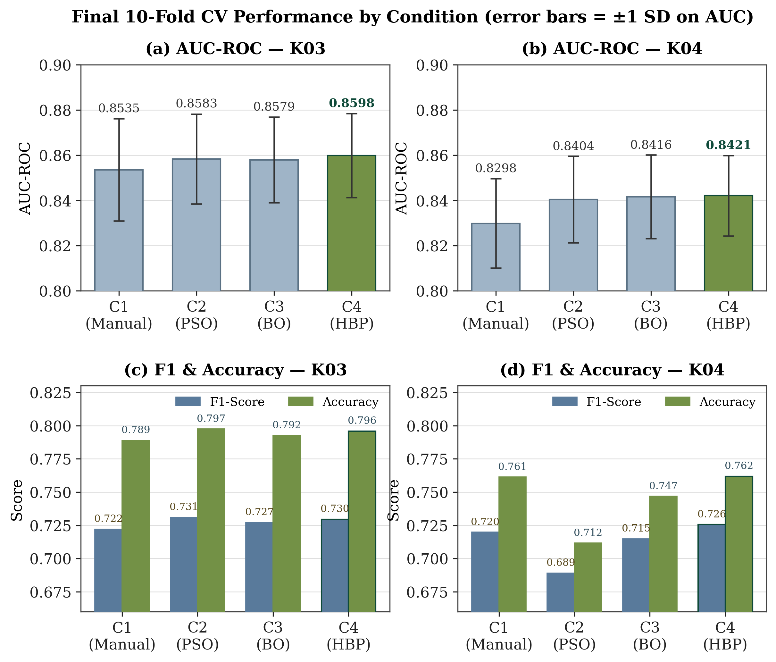 Final 10-Fold CV Performance by Condition (error bars = ±1 SD on AUC)
(a) AUC-ROC — K03
AUC-ROC
0.90
0.88
0.86
0.84
0.82
0.80
0.8535
0.8583
0.8579
0.8598
C1
(Manual)
C2
(PSO)
C3
(BO)
C4
(HBP)
(b) AUC-ROC — K04
AUC-ROC
0.90
0.88
0.86
0.84
0.82
0.80
0.8298
0.8404
0.8416
0.8421
C1
(Manual)
C2
(PSO)
C3
(BO)
C4
(HBP)
(c) F1 & Accuracy — K03
Score
0.825
0.800
0.775
0.750
0.725
0.700
0.675
F1-Score
Accuracy
0.722
0.789
0.731
0.797
0.727
0.792
0.730
0.796
C1
(Manual)
C2
(PSO)
C3
(BO)
C4
(HBP)
(d) F1 & Accuracy — K04
Score
0.825
0.800
0.775
0.750
0.725
0.700
0.675
F1-Score
Accuracy
0.720
0.761
0.689
0.712
0.715
0.747
0.726
0.762
C1
(Manual)
C2
(PSO)
C3
(BO)
C4
(HBP)